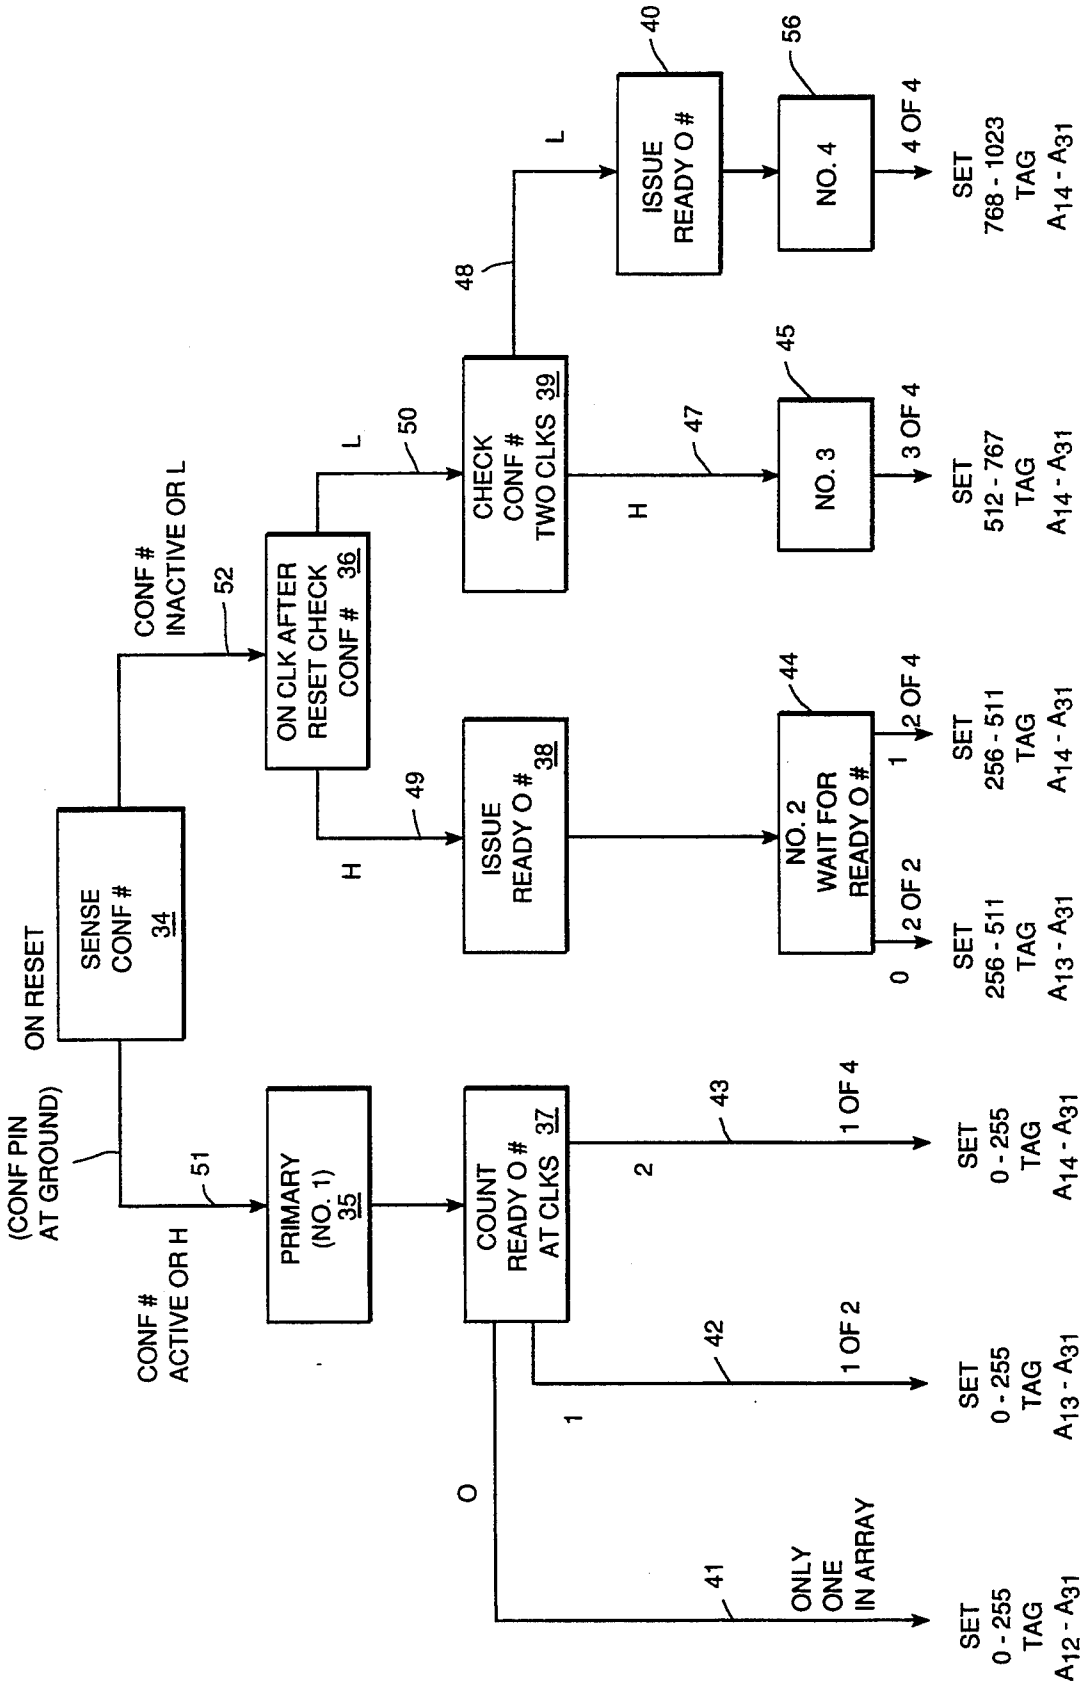 (CONF PIN
AT GROUND)
ON RESET
SENSE
CONF #
34
CONF #
ACTIVE OR H
51
CONF #
INACTIVE OR L
52
PRIMARY
(NO. 1)
35
ON CLK AFTER
RESET CHECK
CONF # 36
H
49
L
50
COUNT
READY O #
AT CLKS 37
ISSUE
READY O #
38
CHECK
CONF #
TWO CLKS 39
48
L
O
1
2
H
47
ISSUE
READY O #
40
41
42
43
NO. 2
WAIT FOR
READY O #
44
NO. 3
45
NO. 4
56
ONLY
ONE
IN ARRAY
1 OF 2
1 OF 4
0
2 OF 2
1
2 OF 4
3 OF 4
4 OF 4
SET
0 - 255
TAG
A12 - A31
SET
0 - 255
TAG
A13 - A31
SET
0 - 255
TAG
A14 - A31
SET
256 - 511
TAG
A13 - A31
SET
256 - 511
TAG
A14 - A31
SET
512 - 767
TAG
A14 - A31
SET
768 - 1023
TAG
A14 - A31